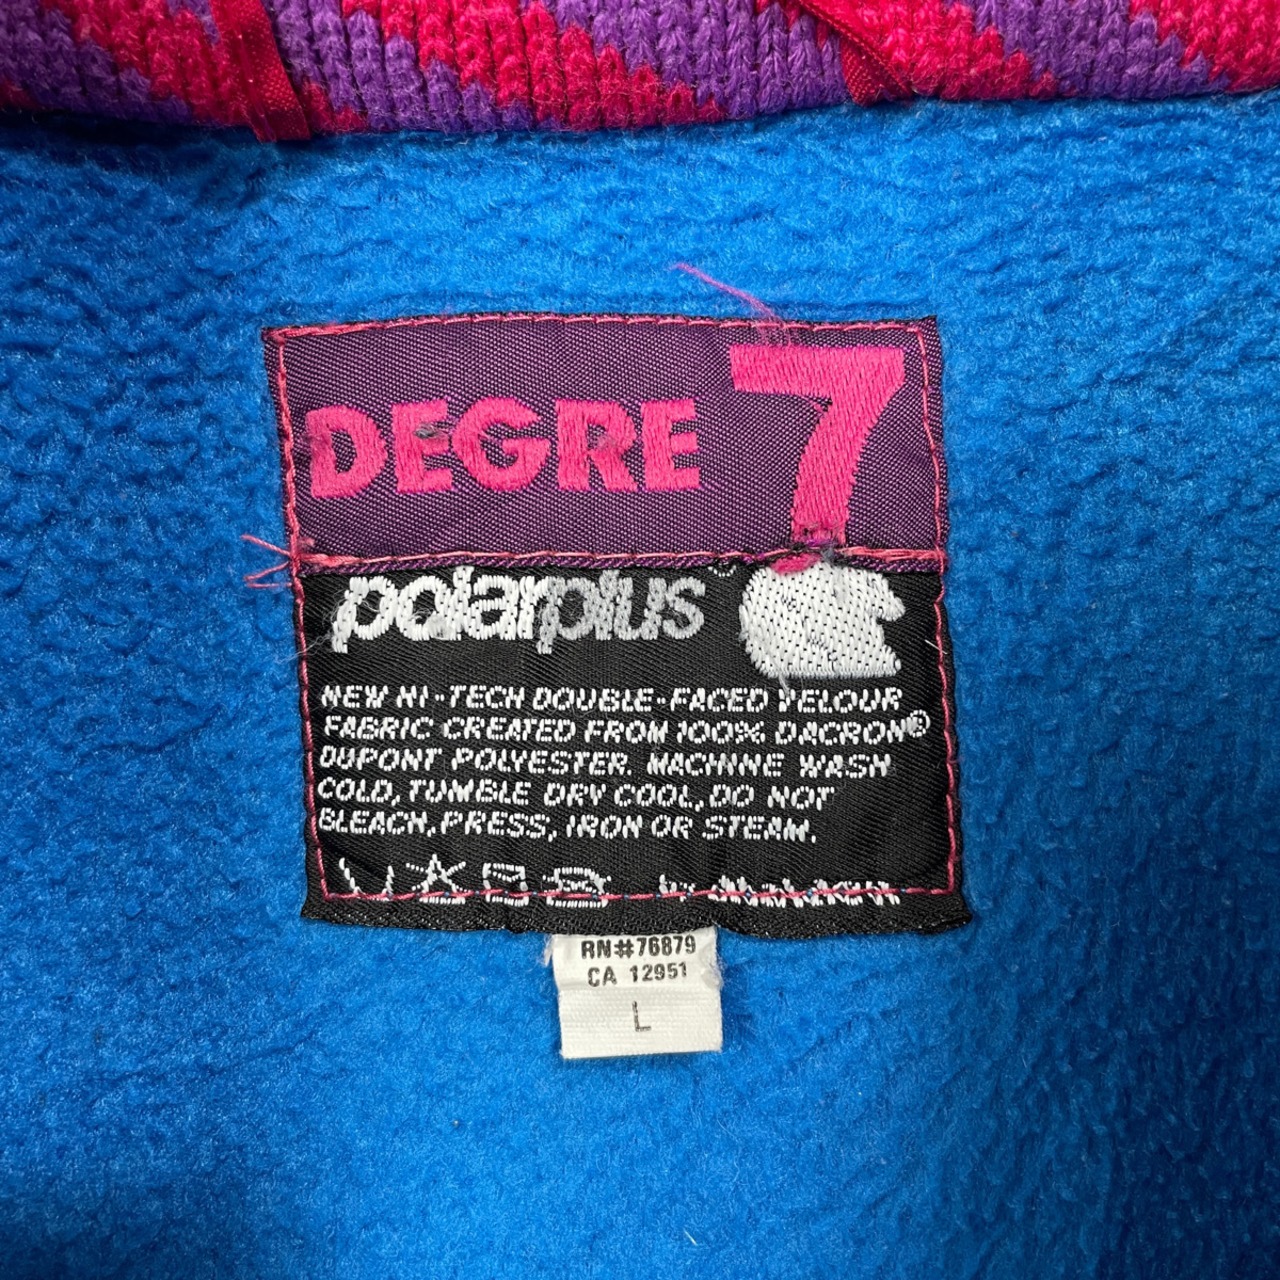 DEGRE 7
polarplus
NEW HI-TECH DOUBLE-FACED VELOUR
FABRIC CREATED FROM 100% DACRON®
DUPONT POLYESTER. MACHINE WASH
COLD, TUMBLE DRY COOL, DO NOT
BLEACH, PRESS, IRON OR STEAM.
RN#76879
CA 12951
L